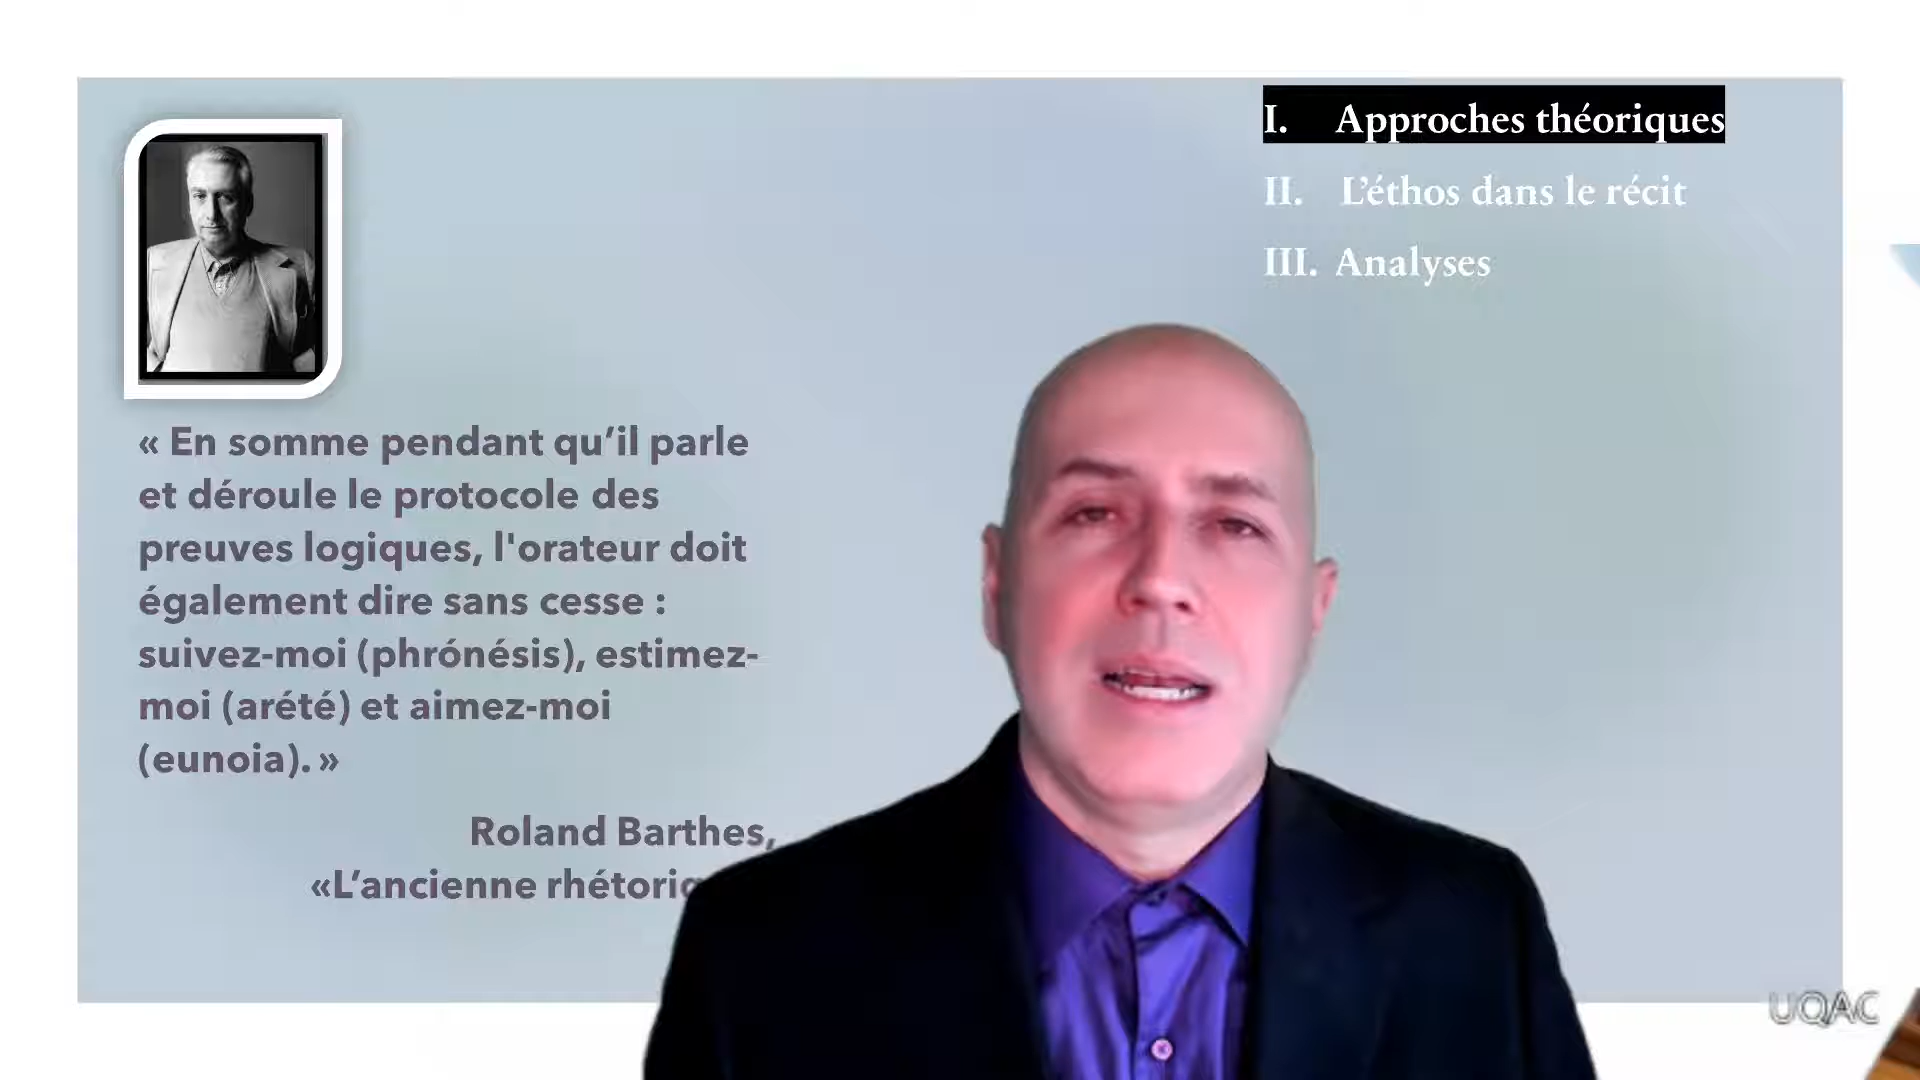 I. Approches théoriques
II. L’éthos dans le récit
III. Analyses
« En somme pendant qu’il parle
et déroule le protocole des
preuves logiques, l'orateur doit
également dire sans cesse :
suivez-moi (phrónésis), estimez-
moi (arété) et aimez-moi
(eunoia). »
Roland Barthes,
«L’ancienne
UQAC